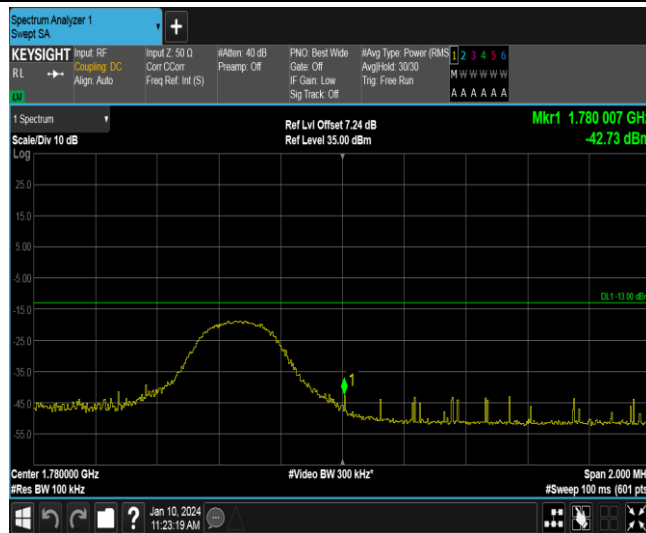 Spectrum Analyzer 1
Swept SA
+
KEYSIGHT Input: RF Input Z: 50 Ω #Atten: 40 dB PNO: Best Wide #Avg Type: Power (RMS 1 2 3 4 5 6
RL Coupling: DC Corr CCorr Preamp: Off Gate: Off Avg|Hold: 30/30 M W W W W W
Align: Auto Freq Ref: Int (S) IF Gain: Low Trig: Free Run
Sig Track: Off A A A A A A
1 Spectrum Ref Lvl Offset 7.24 dB Mkr1 1.780 007 GHz
Scale/Div 10 dB Ref Level 35.00 dBm -42.73 dBm
Log
25.0
15.0
5.00
-5.00
DL1 -13.00 dBm
-15.0
-25.0
-35.0
1
-45.0
-55.0
Center 1.780000 GHz #Video BW 300 kHz* Span 2.000 MHz
#Res BW 100 kHz #Sweep 100 ms (601 pts)
Jan 10, 2024
11:23:19 AM